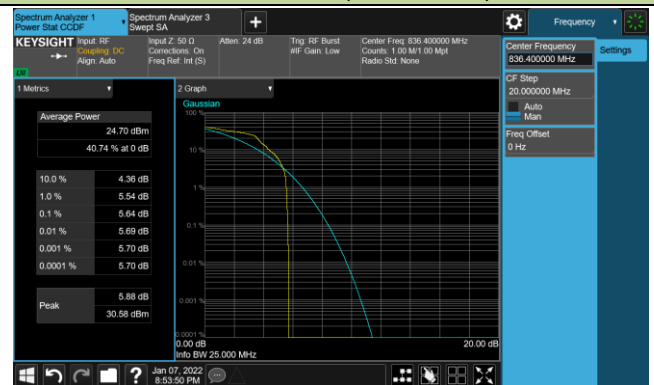 Spectrum Analyzer 1
Power Stat CCDF
Spectrum Analyzer 3
Swept SA
Frequency
KEYSIGHT
Input: RF
Coupling: DC
Align: Auto
Input Z: 50 Ω
Corrections: On
Freq Ref: Int (S)
Atten: 24 dB
Trig: RF Burst
#IF Gain: Low
Center Freq: 836.400000 MHz
Counts: 1.00 M/1.00 Mpt
Radio Std: None
Center Frequency
836.400000 MHz
Settings
CF Step
20.000000 MHz
Auto
Man
Freq Offset
0 Hz
1 Metrics
2 Graph
Gaussian
Average Power
24.70 dBm
40.74 % at 0 dB
10.0 % 4.36 dB
1.0 % 5.54 dB
0.1 % 5.64 dB
0.01 % 5.69 dB
0.001 % 5.70 dB
0.0001 % 5.70 dB
Peak
5.88 dB
30.58 dBm
100 %
10 %
1 %
0.1 %
0.01 %
0.001 %
0.0001 %
0.00 dB 20.00 dB
Info BW 25.000 MHz
Jan 07, 2022
8:53:50 PM